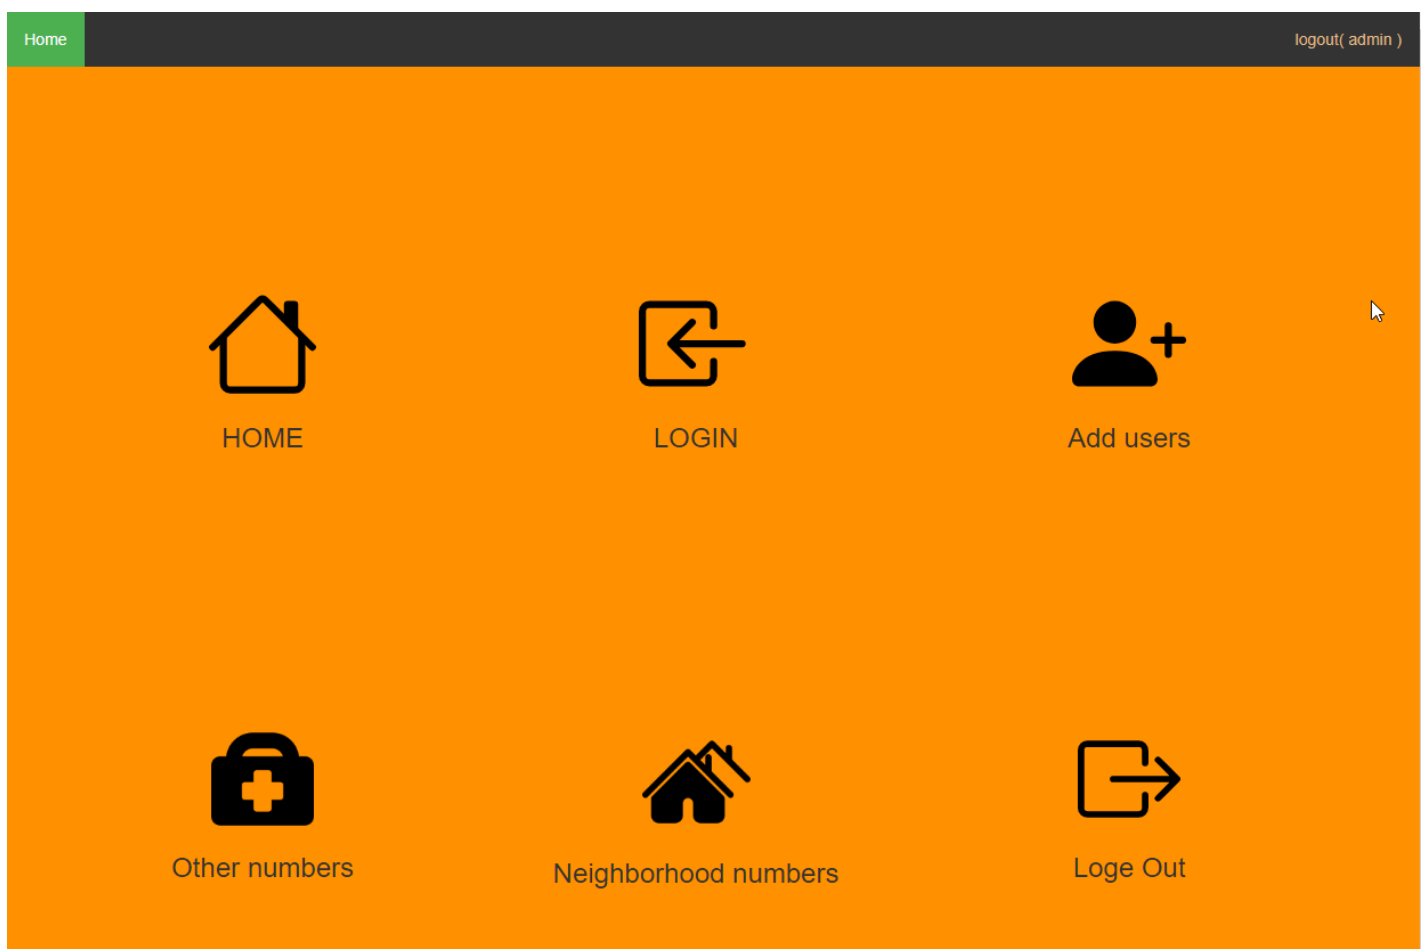 Home
logout( admin )
HOME
LOGIN
Add users
Other numbers
Neighborhood numbers
Loge Out